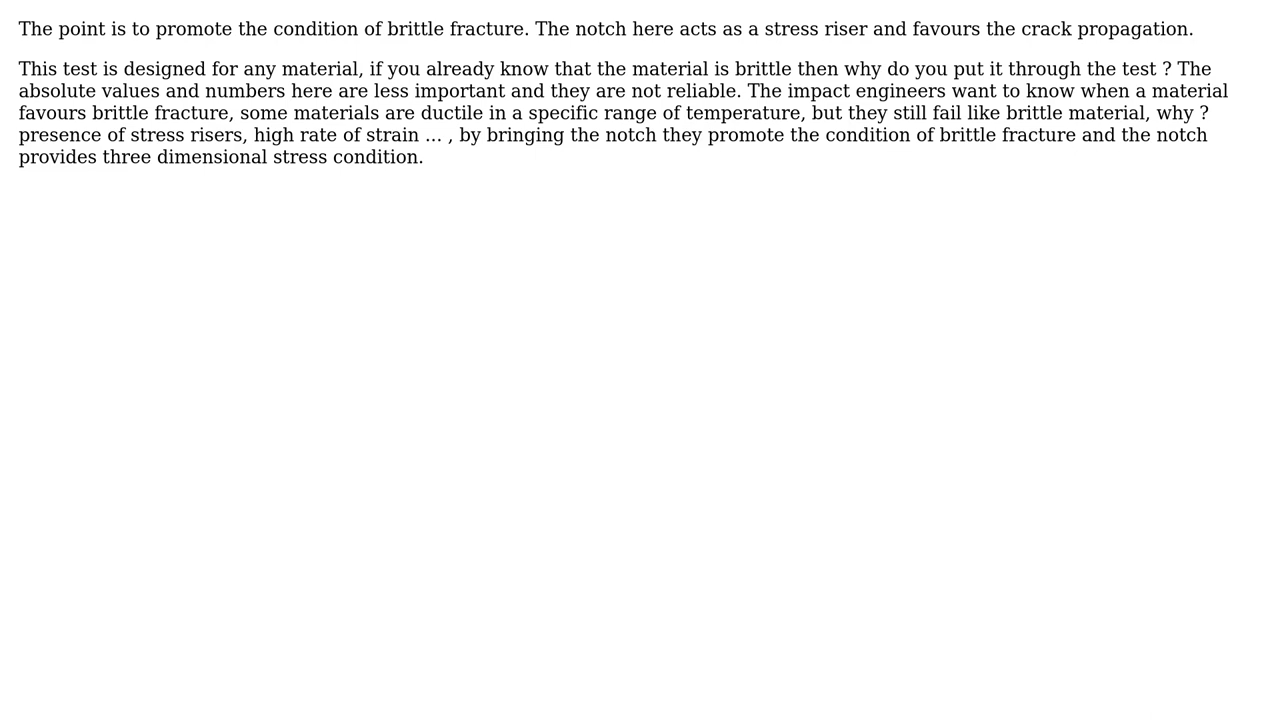 The point is to promote the condition of brittle fracture. The notch here acts as a stress riser and favours the crack propagation.
This test is designed for any material, if you already know that the material is brittle then why do you put it through the test ? The
absolute values and numbers here are less important and they are not reliable. The impact engineers want to know when a material
favours brittle fracture, some materials are ductile in a specific range of temperature, but they still fail like brittle material, why ?
presence of stress risers, high rate of strain ... , by bringing the notch they promote the condition of brittle fracture and the notch
provides three dimensional stress condition.